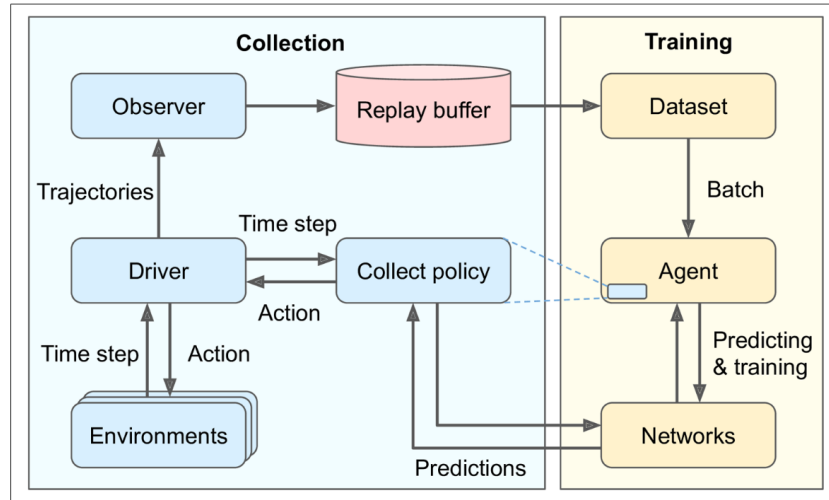 Collection
Training
Observer
Replay buffer
Dataset
Trajectories
Batch
Time step
Driver
Collect policy
Agent
Action
Time step
Action
Predicting
& training
Environments
Networks
Predictions